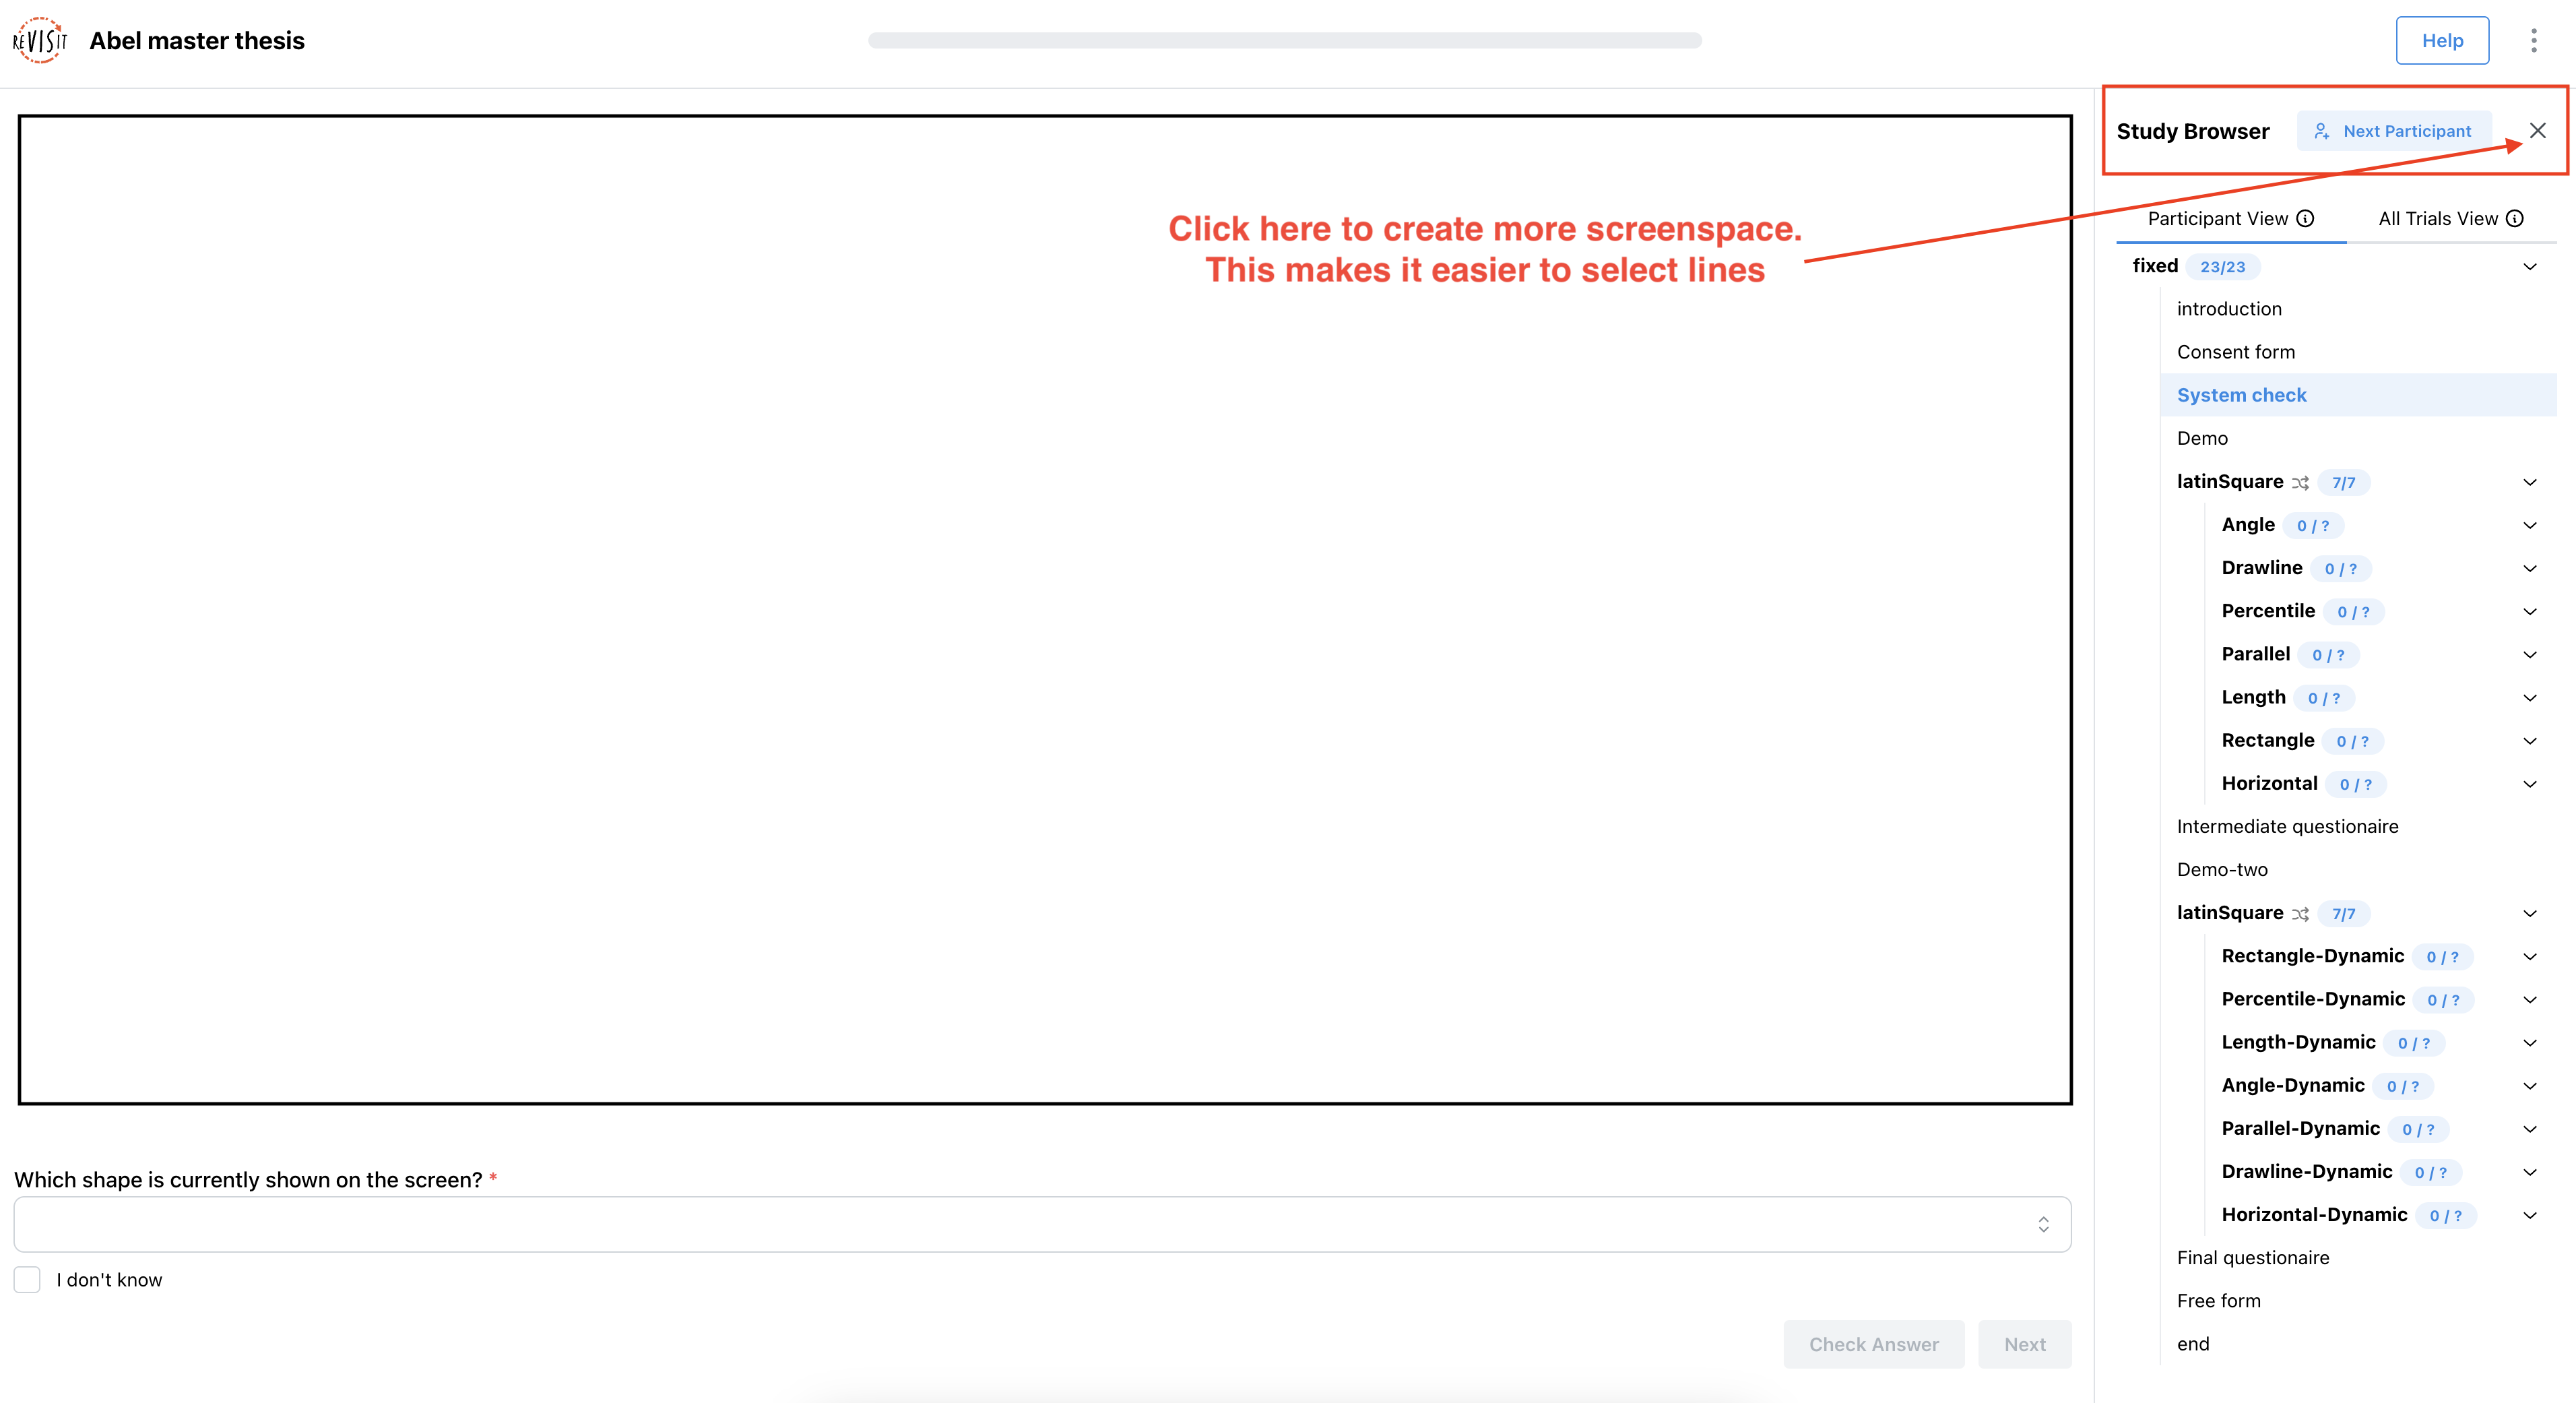 REVISIT
Abel master thesis
Help
Study Browser
Next Participant
Click here to create more screenspace.
This makes it easier to select lines
Participant View
All Trials View
fixed 23/23
introduction
Consent form
System check
Demo
latinSquare 7/7
Angle 0 / ?
Drawline 0 / ?
Percentile 0 / ?
Parallel 0 / ?
Length 0 / ?
Rectangle 0 / ?
Horizontal 0 / ?
Intermediate questionaire
Demo-two
latinSquare 7/7
Rectangle-Dynamic 0 / ?
Percentile-Dynamic 0 / ?
Length-Dynamic 0 / ?
Angle-Dynamic 0 / ?
Parallel-Dynamic 0 / ?
Drawline-Dynamic 0 / ?
Horizontal-Dynamic 0 / ?
Final questionaire
Free form
end
Which shape is currently shown on the screen? *
I don't know
Check Answer
Next